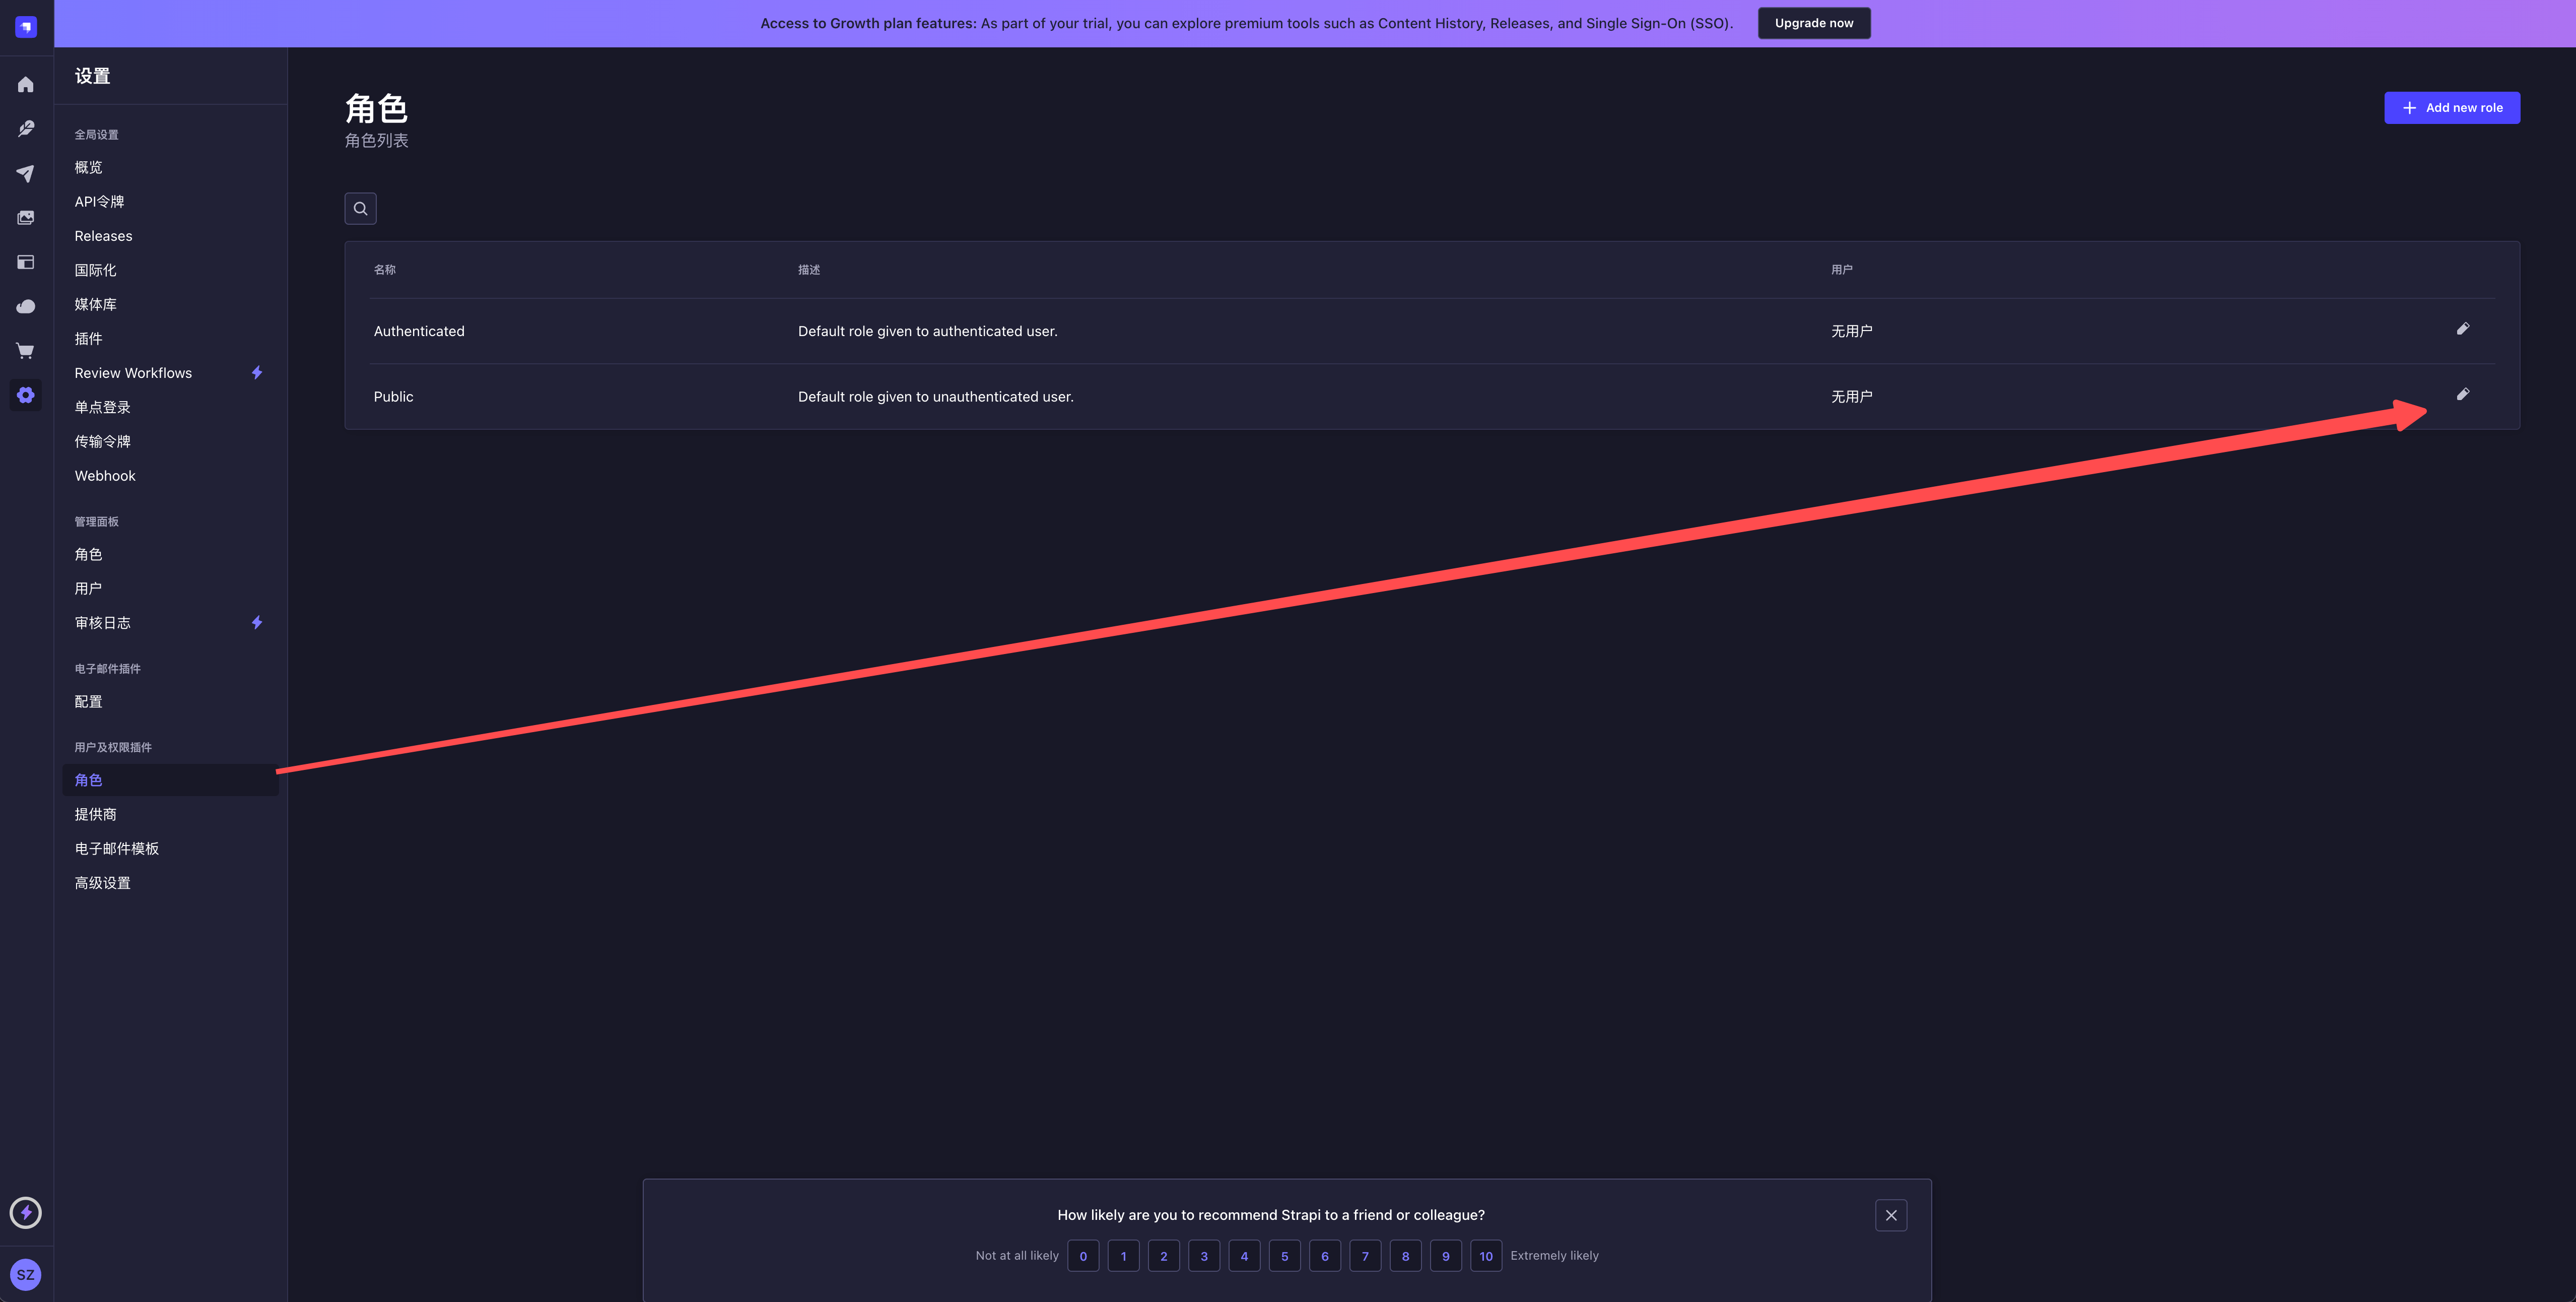 Access to Growth plan features: As part of your trial, you can explore premium tools such as Content History, Releases, and Single Sign-On (SSO).
Upgrade now
设置
全局设置
概览
API令牌
Releases
国际化
媒体库
插件
Review Workflows
单点登录
传输令牌
Webhook
管理面板
角色
用户
审核日志
电子邮件插件
配置
用户及权限插件
角色
提供商
电子邮件模板
高级设置
SZ
角色
角色列表
Add new role
名称 描述 用户
Authenticated Default role given to authenticated user. 无用户
Public Default role given to unauthenticated user. 无用户
How likely are you to recommend Strapi to a friend or colleague?
Not at all likely 0 1 2 3 4 5 6 7 8 9 10 Extremely likely